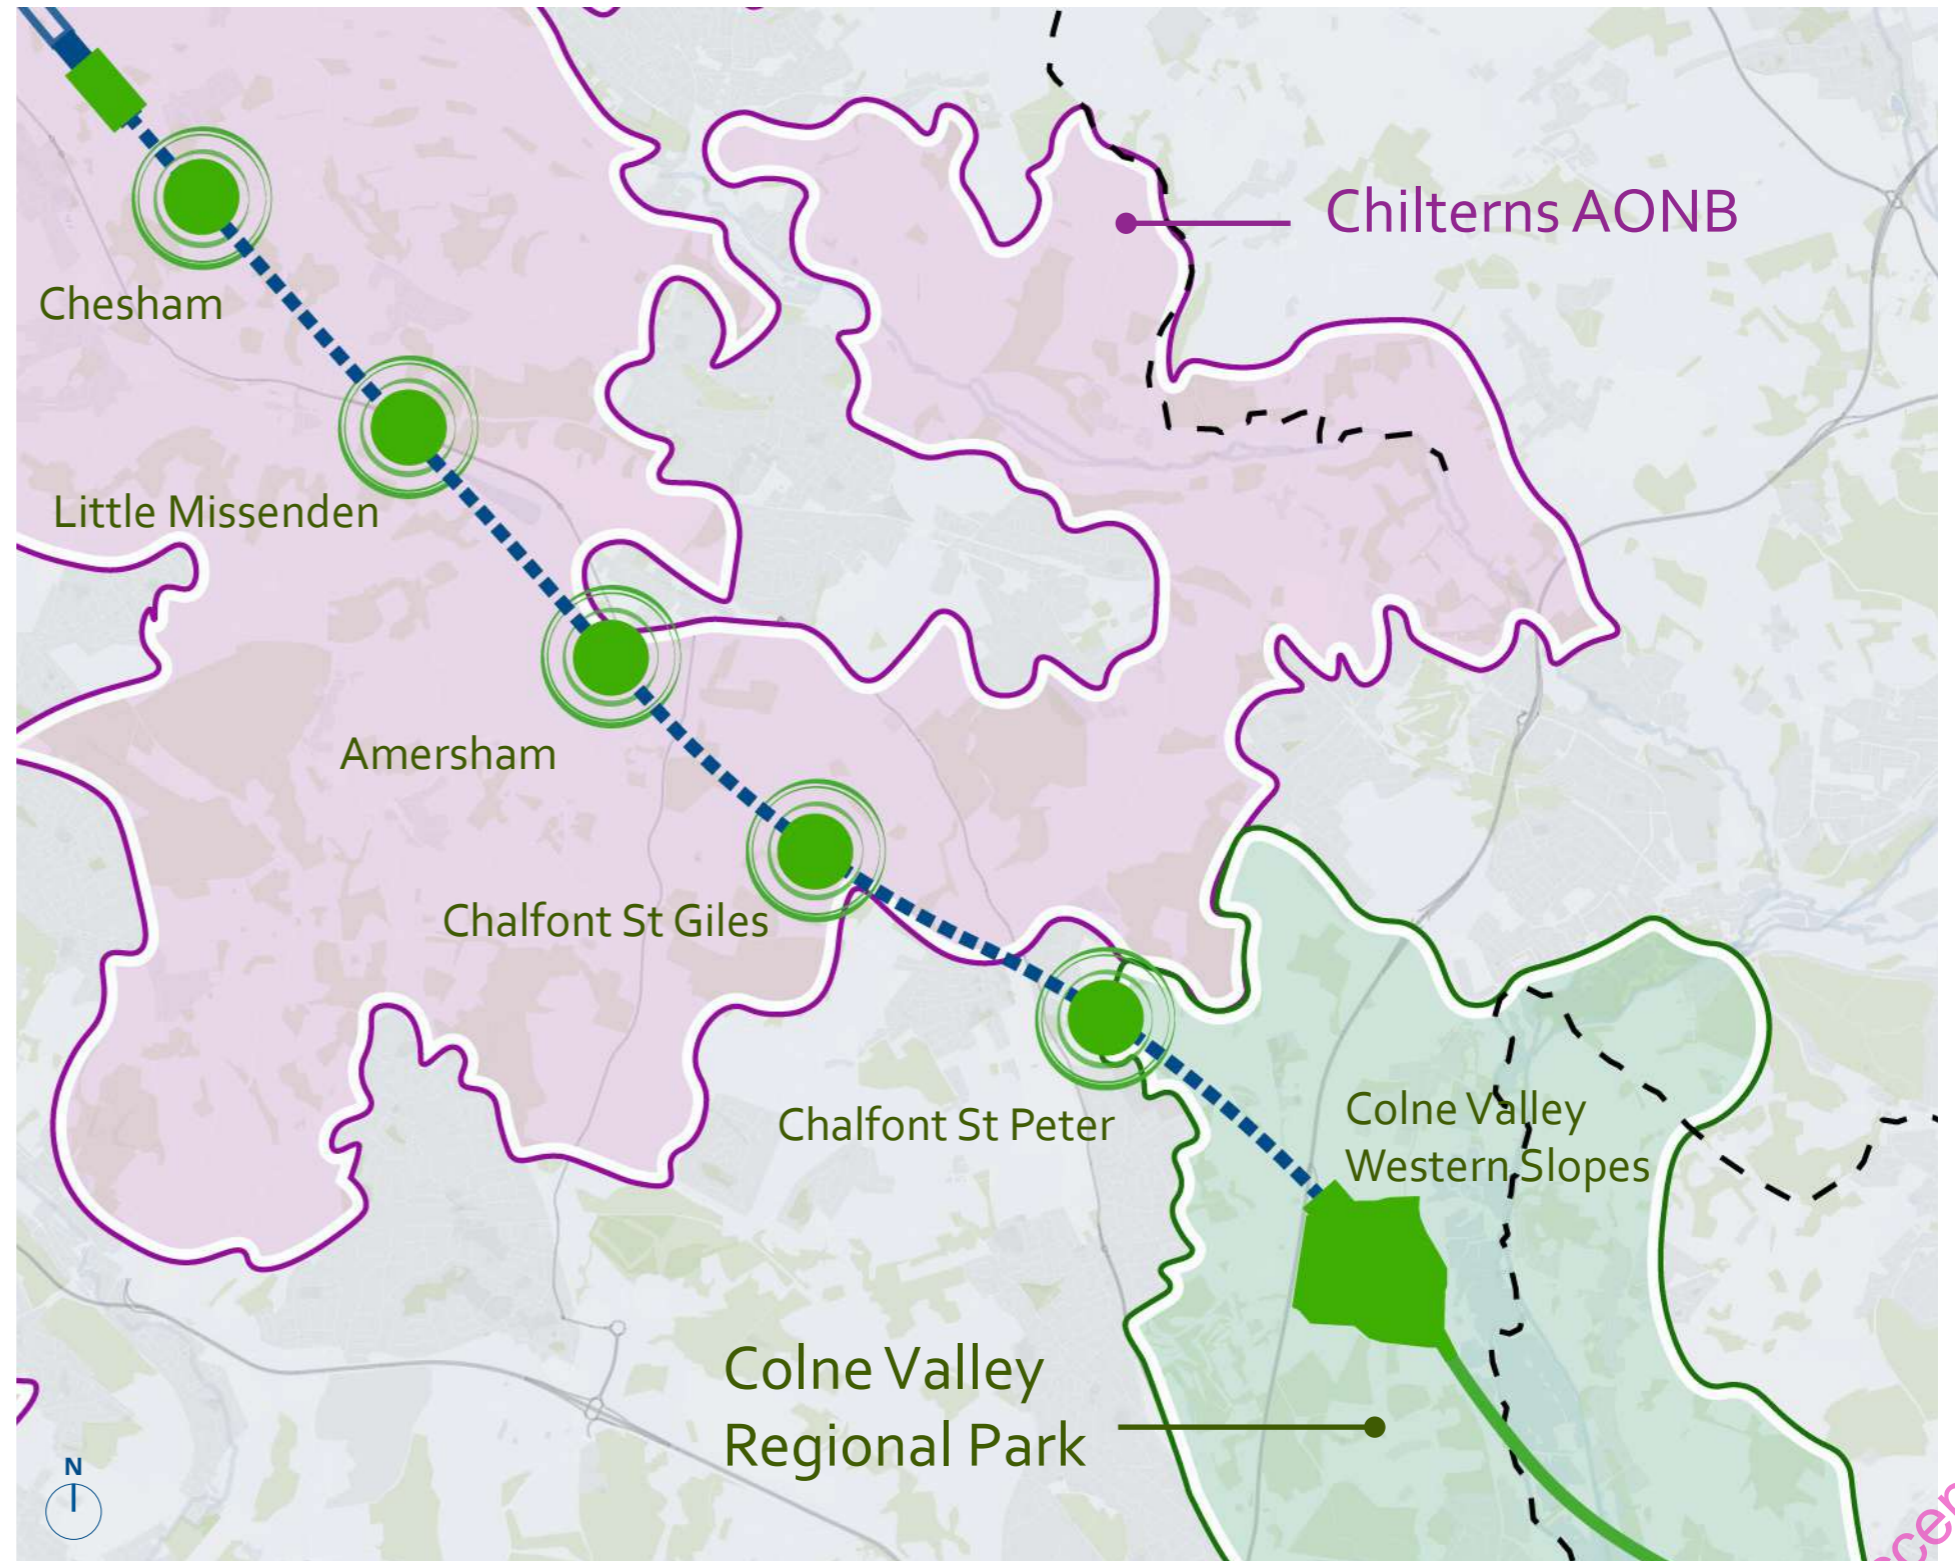 Chilterns AONB
Chesham
Little Missenden
Amersham
Chalfont St Giles
Chalfont St Peter
Colne Valley
Western Slopes
Colne Valley
Regional Park
N